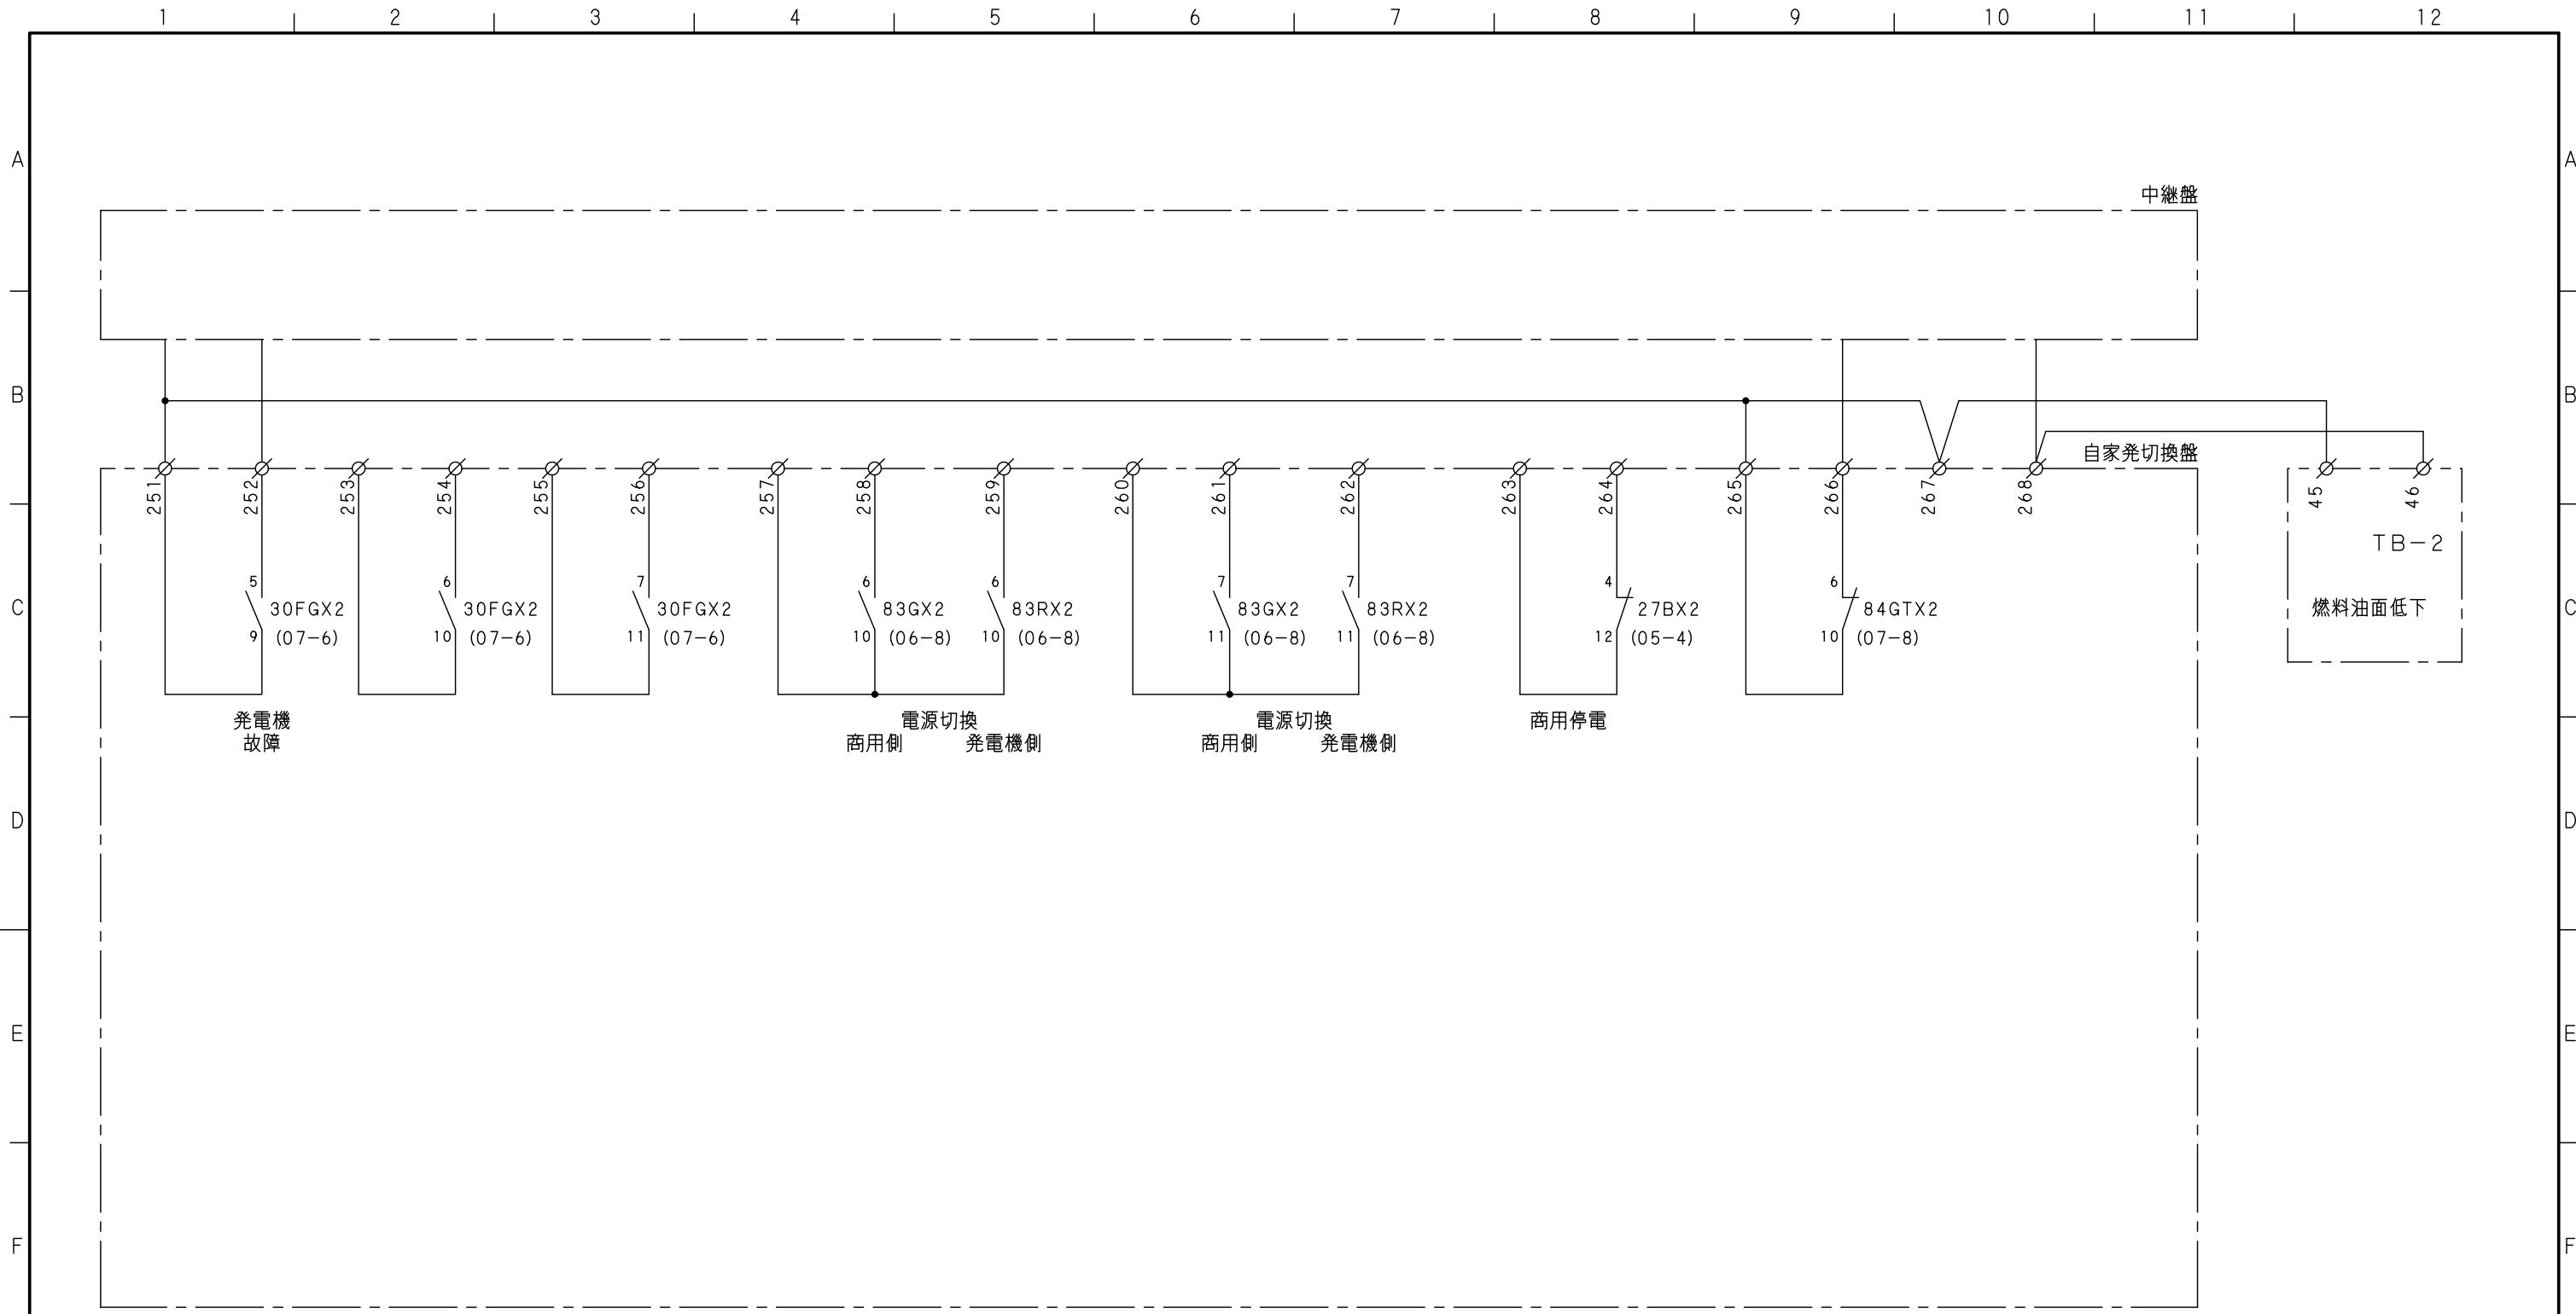 1 2 3 4 5 6 7 8 9 10 11 12
A A
中継盤
B B
自家発切換盤
251 252 253 254 255 256 257 258 259 260 261 262 263 264 265 266 267 268 45 46
TB-2
5 6 7 6 6 7 7 4 6
C 30FGX2 30FGX2 30FGX2 83GX2 83RX2 83GX2 83RX2 27BX2 84GTX2 燃料油面低下 C
9 (07-6) 10 (07-6) 11 (07-6) 10 (06-8) 10 (06-8) 11 (06-8) 11 (06-8) 12 (05-4) 10 (07-8)
発電機 電源切換 電源切換 商用停電
故障 商用側 発電機側 商用側 発電機側
D D
E E
F F